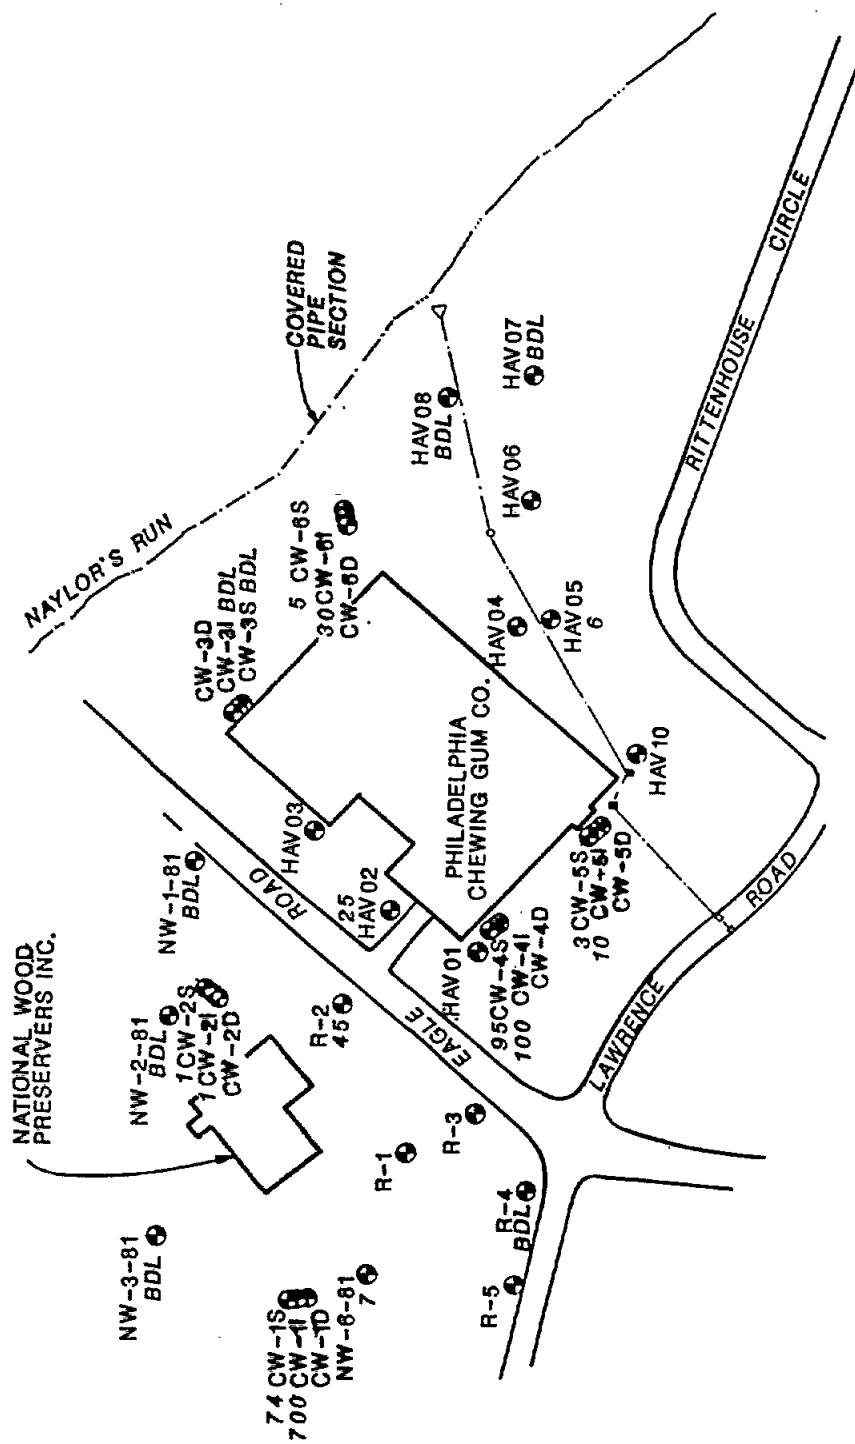 NATIONAL WOOD
PRESERVERS INC.
NW-3-81
BDL
NW-2-81
BDL
NW-1-81
BDL
1 CW-2S
1 CW-2I
CW-2D
74 CW-1S
700 CW-1I
CW-1D
NW-6-81
7
R-1
R-2
45
R-3
R-4
BDL
R-5
EAGLE ROAD
NAYLOR'S RUN
COVERED
PIPE
SECTION
CW-3D
CW-3I BDL
CW-3S BDL
5 CW-6S
30 CW-6I
CW-6D
HAV03
25
HAV02
HAV01
PHILADELPHIA
CHEWING GUM CO.
95 CW-4S
100 CW-4I
CW-4D
3 CW-5S
10 CW-5I
CW-5D
HAV04
HAV05
6
HAV06
HAV07
BDL
HAV08
BDL
HAV10
LAWRENCE ROAD
RITTENHOUSE CIRCLE